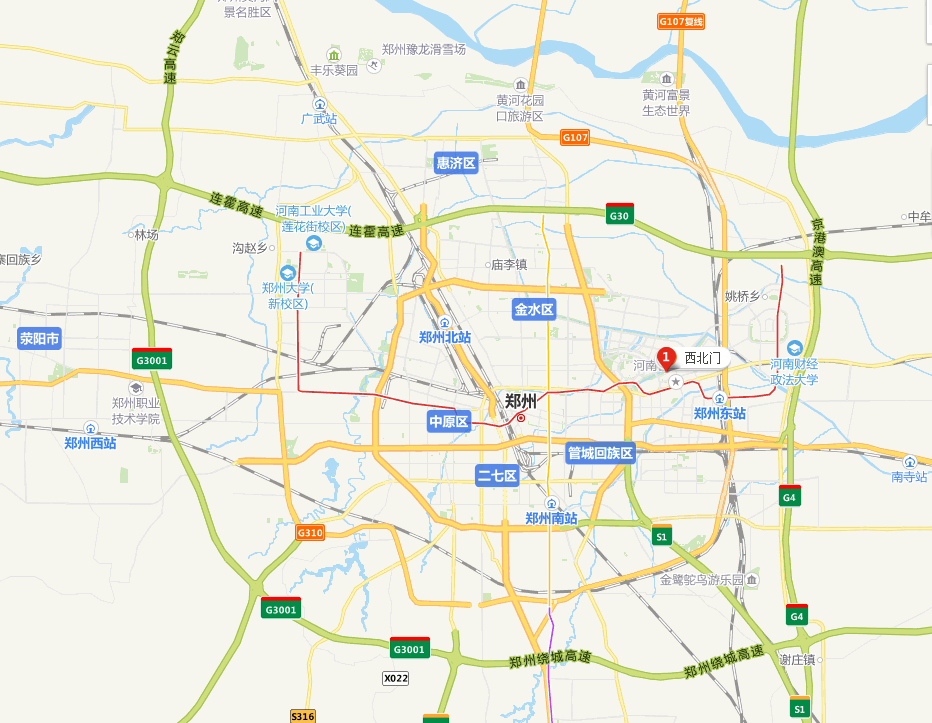 景名胜区
郑云高速
G107复线
郑州豫龙滑雪场
丰乐葵园
广武站
黄河花园
口旅游区
黄河富景
生态世界
G107
惠济区
连霍高速
河南工业大学(
莲花街校区)
连霍高速
G30
林场
沟赵乡
京港澳高速
中牟
寨回族乡
庙李镇
郑州大学(
新校区)
姚桥乡
金水区
荥阳市
郑州北站
G3001
河南
1
西北门
河南财经
政法大学
郑州职业
技术学院
郑州
郑州东站
中原区
郑州西站
管城回族区
二七区
南寺站
G4
郑州南站
G310
S1
金鹭鸵鸟游乐园
G3001
G4
G3001
郑州绕城高速
郑州绕城高速
谢庄镇
X022
S316
S1